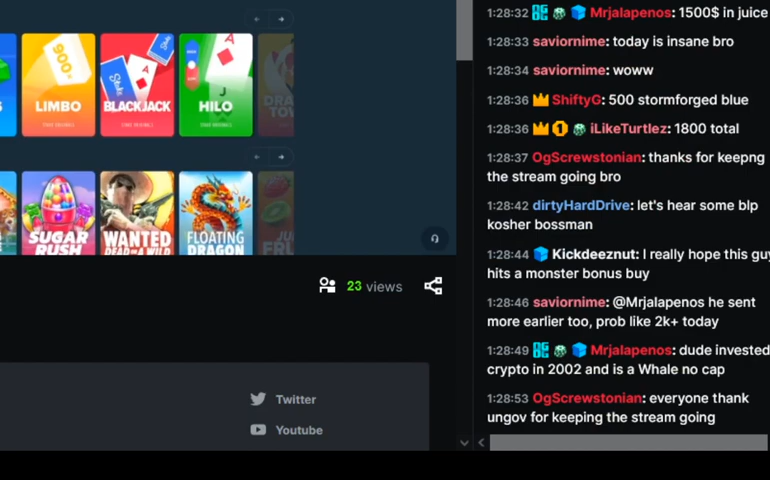 1:28:32 Mrjalapenos: 1500$ in juice
1:28:33 saviornime: today is insane bro
1:28:34 saviornime: woww
1:28:36 ShiftyG: 500 stormforged blue
1:28:36 1 iLikeTurtlez: 1800 total
1:28:37 OgScrewstonian: thanks for keepng
the stream going bro
1:28:42 dirtyHardDrive: let's hear some blp
kosher bossman
1:28:44 Kickdeeznut: I really hope this guy
hits a monster bonus buy
1:28:46 saviornime: @Mrjalapenos he sent
more earlier too, prob like 2k+ today
1:28:49 Mrjalapenos: dude invested
crypto in 2002 and is a Whale no cap
1:28:53 OgScrewstonian: everyone thank
ungov for keeping the stream going
900×
Stake
A
A
J
LIMBO BLACKJACK HILO
SUGAR
RUSH
WANTED
DEAD OR A WILD
FLOATING
DRAGON
23 views
Twitter
Youtube